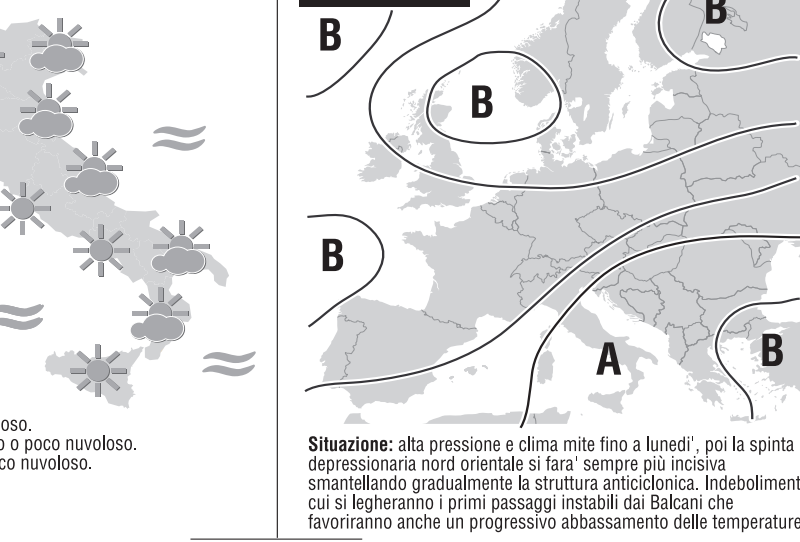 B
B
B
B
A
B
oso.
o o poco nuvoloso.
co nuvoloso.
Situazione: alta pressione e clima mite fino a lunedi', poi la spinta
depressionaria nord orientale si fara' sempre più incisiva
smantellando gradualmente la struttura anticiclonica. Indeboliment
cui si legheranno i primi passaggi instabili dai Balcani che
favoriranno anche un progressivo abbassamento delle temperature